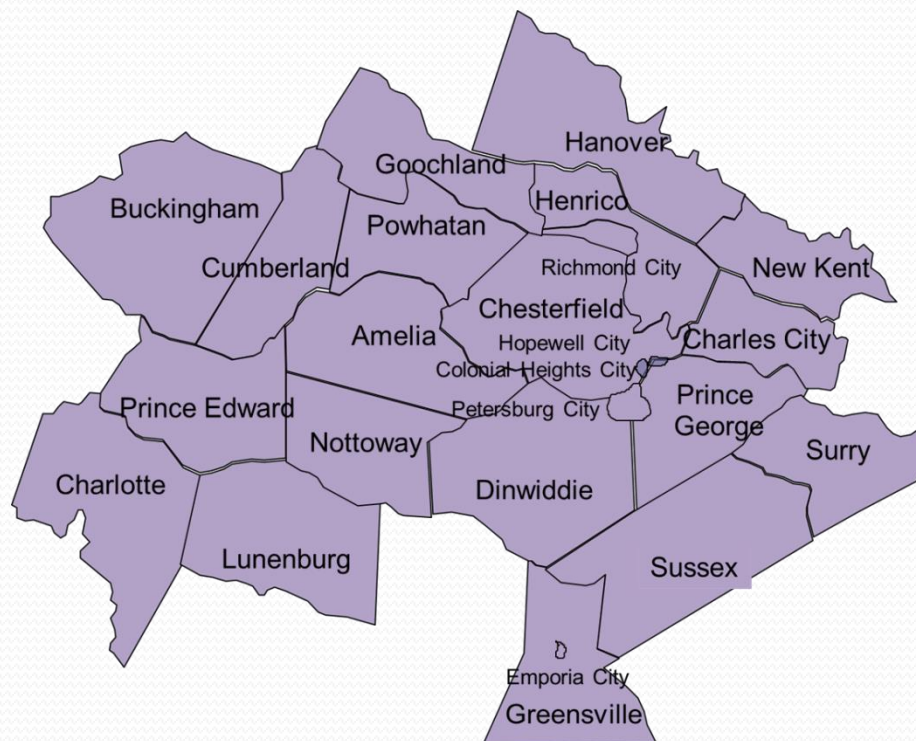 Hanover
Goochland
Henrico
Buckingham
Powhatan
Cumberland
Richmond City
New Kent
Chesterfield
Amelia
Hopewell City
Charles City
Colonial Heights City
Prince Edward
Petersburg City
Prince
George
Nottoway
Surry
Charlotte
Dinwiddie
Lunenburg
Sussex
Emporia City
Greensville